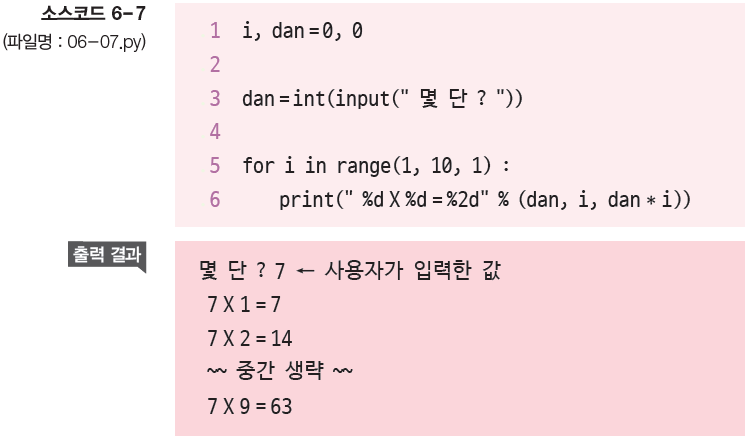 소스코드 6-7
(파일명 : 06-07.py)
1 i, dan=0, 0
2
3 dan=int(input(" 몇 단 ? "))
4
5 for i in range(1, 10, 1) :
6 print(" %d X %d = %2d" % (dan, i, dan * i))
출력 결과
몇 단 ? 7 ← 사용자가 입력한 값
7 X 1 = 7
7 X 2 = 14
~~ 중간 생략 ~~
7 X 9 = 63